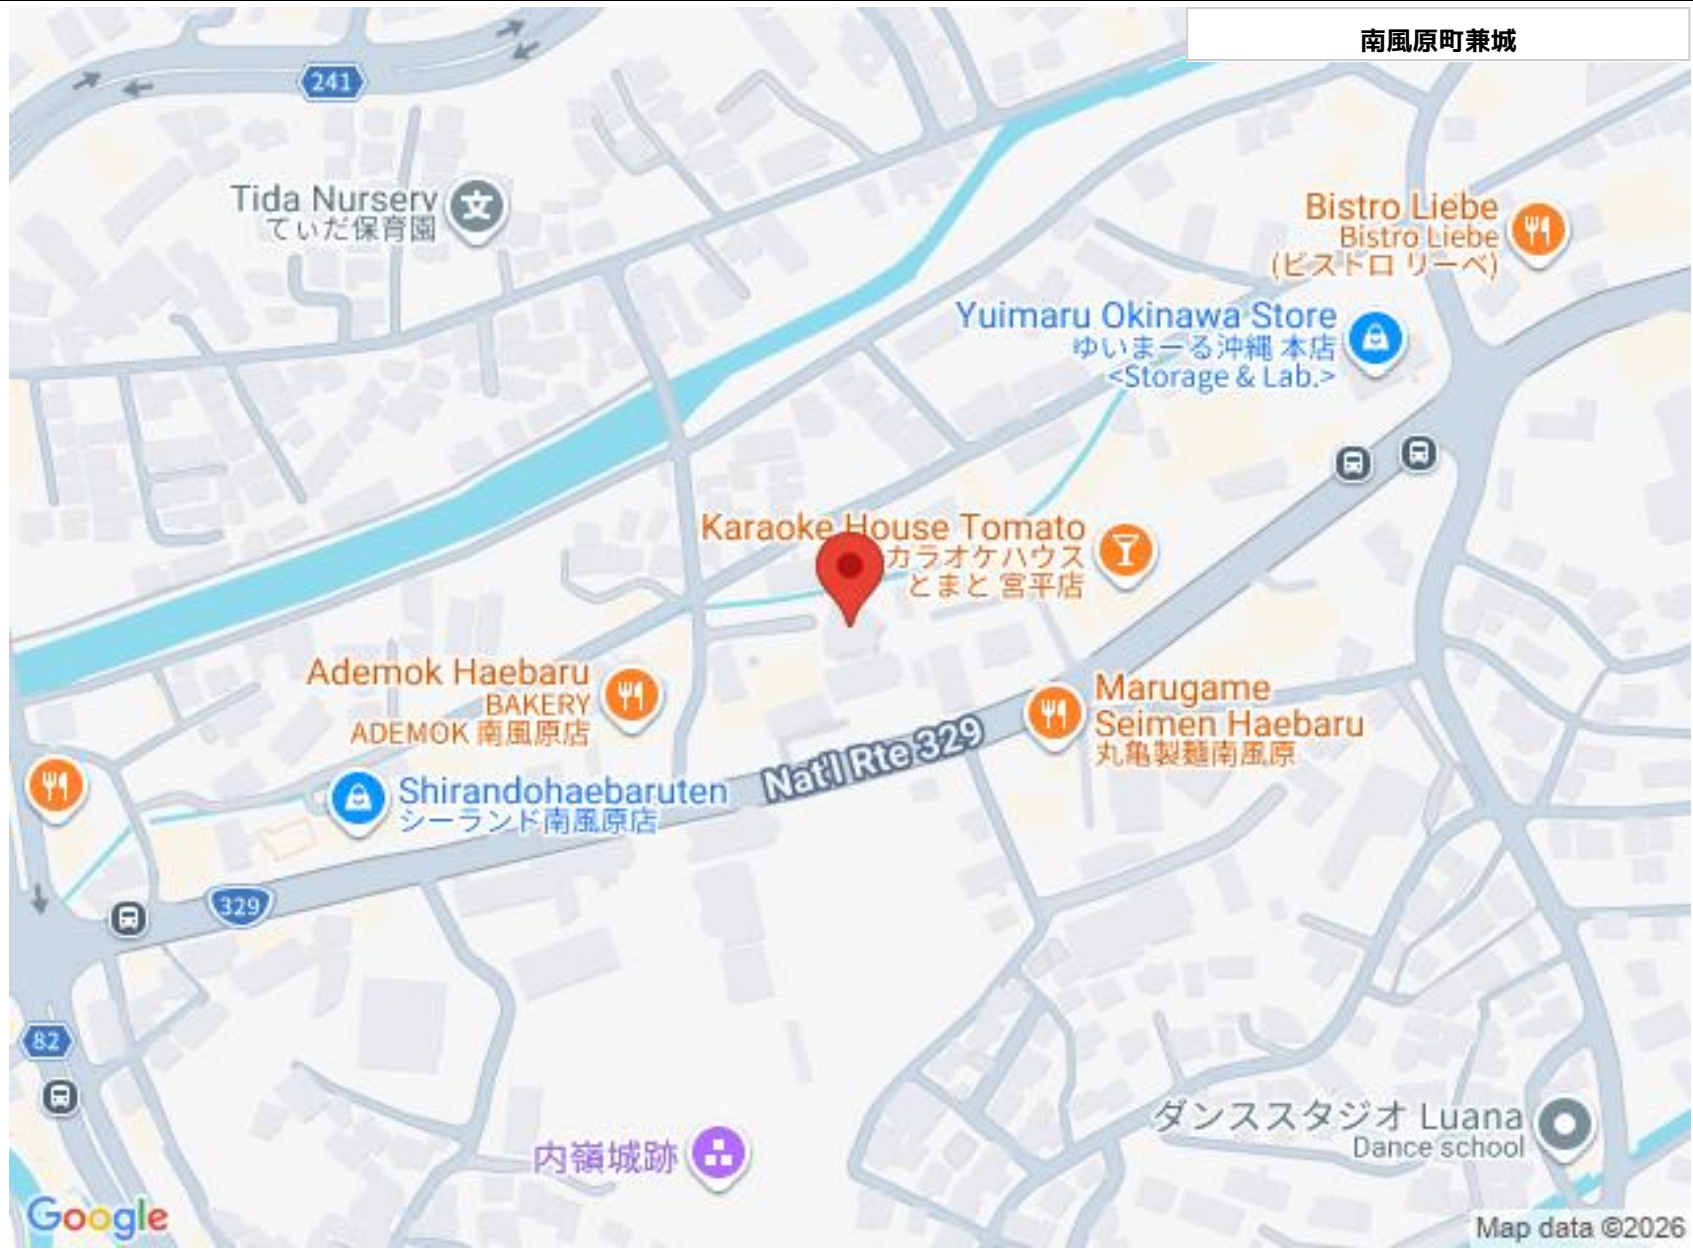 南風原町兼城
241
Tida Nursery
てぃだ保育園
Bistro Liebe
Bistro Liebe
(ビストロ リーベ)
Yuimaru Okinawa Store
ゆいまーる沖縄 本店
<Storage & Lab.>
Karaoke House Tomato
カラオケハウス
とまと 宮平店
Ademok Haebaru
BAKERY
ADEMOK 南風原店
Marugame
Seimen Haebaru
丸亀製麺南風原
Nat'l Rte 329
Shirandohaebaruten
シーランド南風原店
329
82
内嶺城跡
ダンススタジオ Luana
Dance school
Google
Map data ©2026